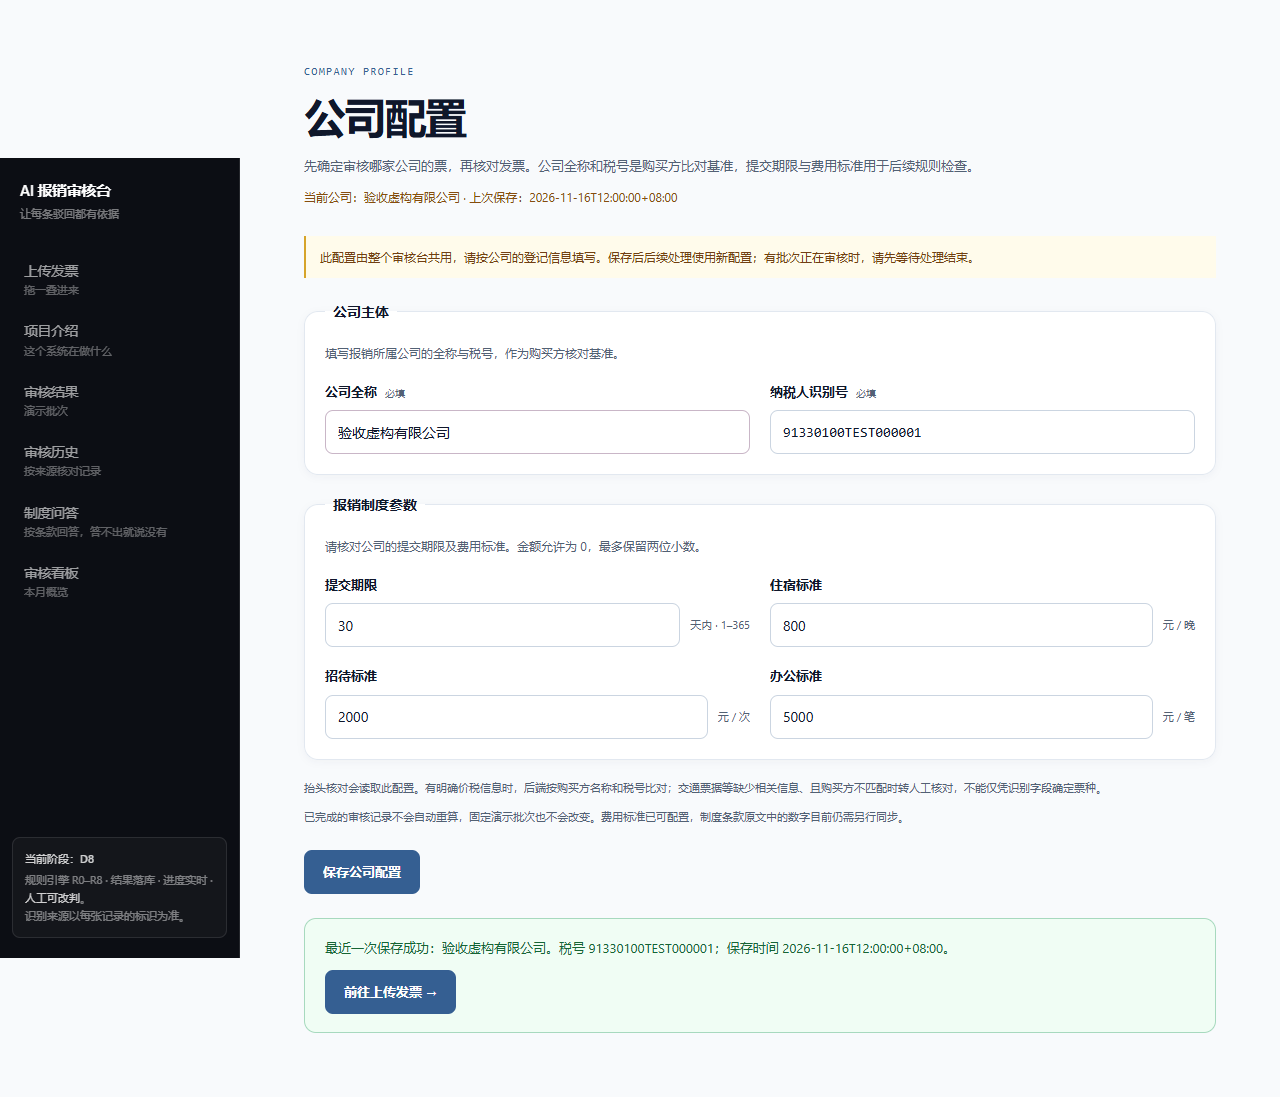 AI 报销审核台
让每条驳回都有依据
上传发票
拖一叠进来
项目介绍
这个系统在做什么
审核结果
演示批次
审核历史
按来源核对记录
制度问答
按条款回答，答不出就说没有
审核看板
本月概览
当前阶段：D8
规则引擎 R0–R8 · 结果落库 · 进度实时 ·
人工可改判。
识别来源以每张记录的标识为准。
COMPANY PROFILE
公司配置
先确定审核哪家公司的票，再核对发票。公司全称和税号是购买方比对基准，提交期限与费用标准用于后续规则检查。
当前公司：验收虚构有限公司 · 上次保存：2026-11-16T12:00:00+08:00
此配置由整个审核台共用，请按公司的登记信息填写。保存后后续处理使用新配置；有批次正在审核时，请先等待处理结束。
公司主体
填写报销所属公司的全称与税号，作为购买方核对基准。
公司全称 必填
纳税人识别号 必填
验收虚构有限公司
91330100TEST000001
报销制度参数
请核对公司的提交期限及费用标准。金额允许为 0，最多保留两位小数。
提交期限
住宿标准
30 天内 · 1–365
800 元 / 晚
招待标准
办公标准
2000 元 / 次
5000 元 / 笔
抬头核对会读取此配置。有明确价税信息时，后端按购买方名称和税号比对；交通票据等缺少相关信息、且购买方不匹配时转人工核对，不能仅凭识别字段确定票种。
已完成的审核记录不会自动重算，固定演示批次也不会改变。费用标准已可配置，制度条款原文中的数字目前仍需另行同步。
保存公司配置
最近一次保存成功：验收虚构有限公司。税号 91330100TEST000001；保存时间 2026-11-16T12:00:00+08:00。
前往上传发票 →